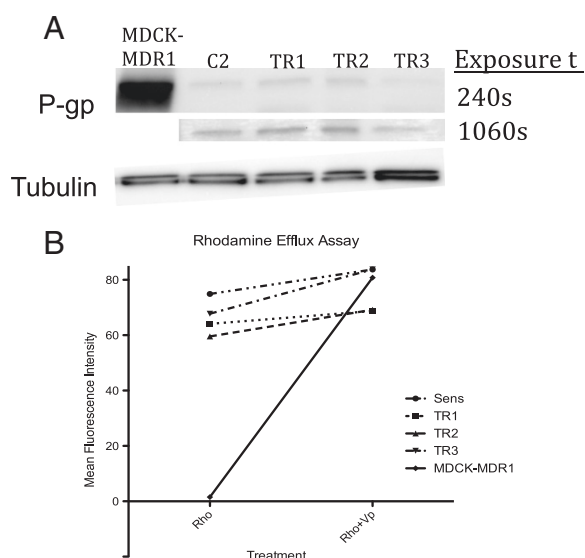 A
MDCK-
MDR1
C2
TR1
TR2
TR3
Exposure t
P-gp
240s
1060s
Tubulin
B
Rhodamine Efflux Assay
Mean Fluorescence Intensity
80
60
40
20
0
Rho
Rho+Vp
Treatment
Sens
TR1
TR2
TR3
MDCK-MDR1